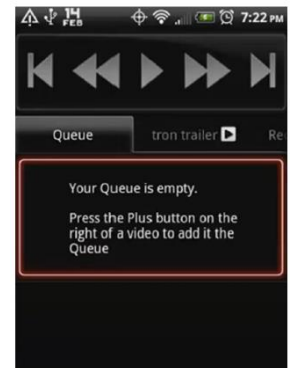 14
FEB
7:22 PM
Queue tron trailer Re
Your Queue is empty.
Press the Plus button on the
right of a video to add it the
Queue